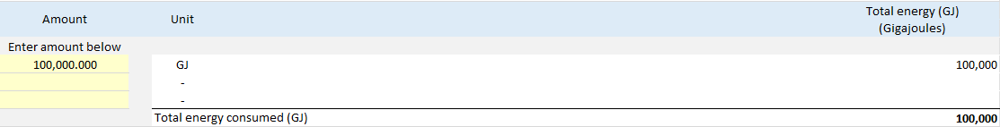 Amount Unit Total energy (GJ)
(Gigajoules)
Enter amount below
100,000.000 GJ 100,000
-
-
Total energy consumed (GJ) 100,000